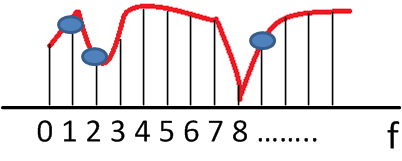 0 1 2 3 4 5 6 7 8 ........ f